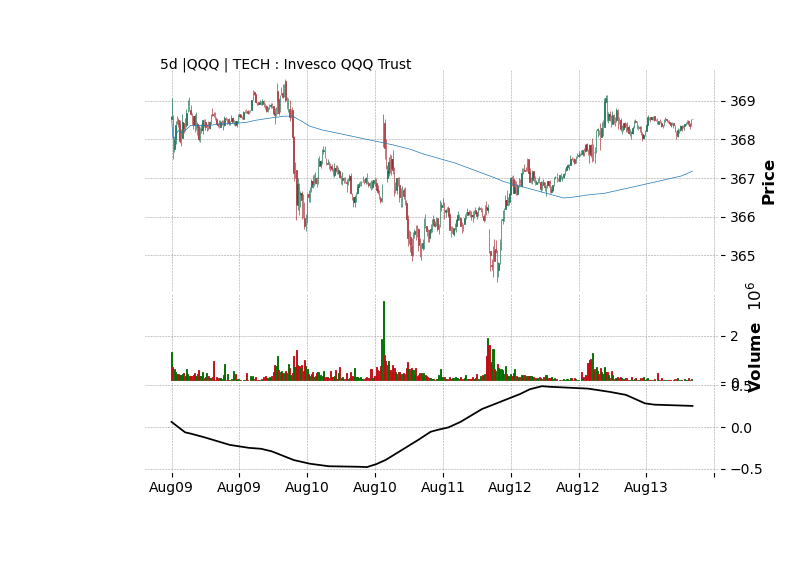 5d |QQQ | TECH : Invesco QQQ Trust
369
368
367
366
365
Price
2
0
Volume 10^6
0.5
0.0
−0.5
Aug09 Aug09 Aug10 Aug10 Aug11 Aug12 Aug12 Aug13